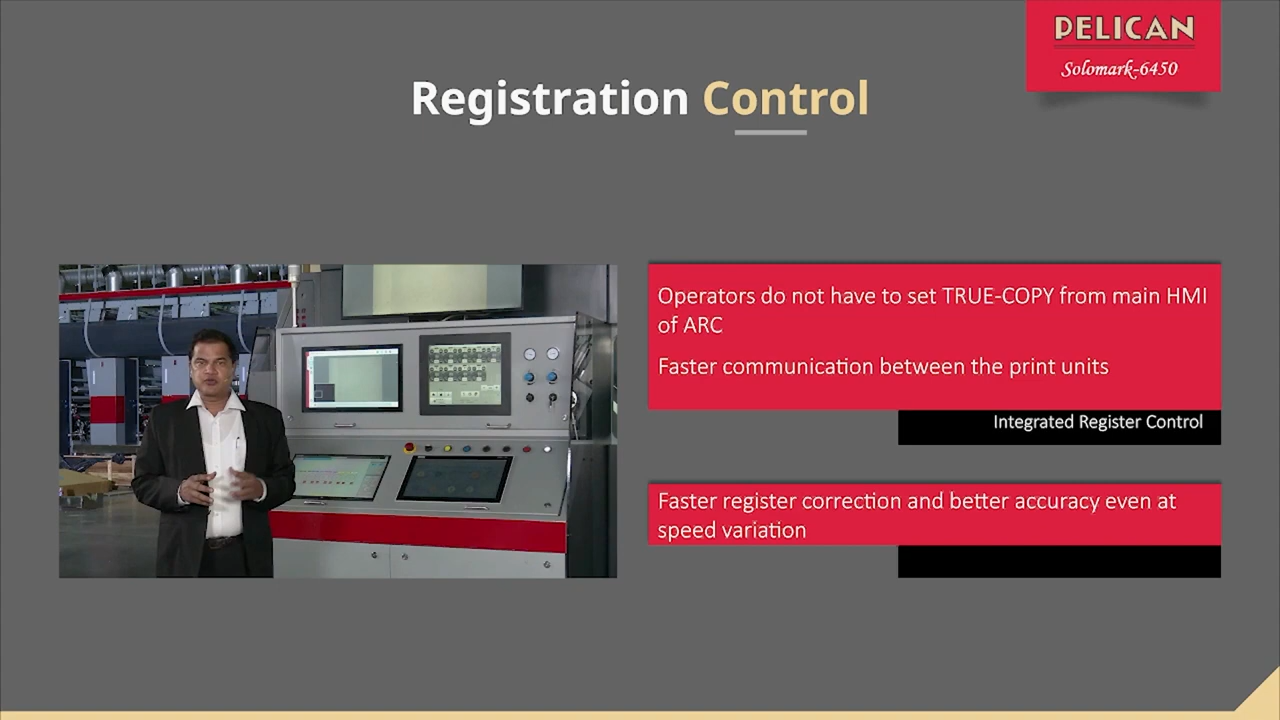 PELICAN
Solomark-6450
Registration Control
Operators do not have to set TRUE-COPY from main HMI
of ARC
Faster communication between the print units
Integrated Register Control
Faster register correction and better accuracy even at
speed variation